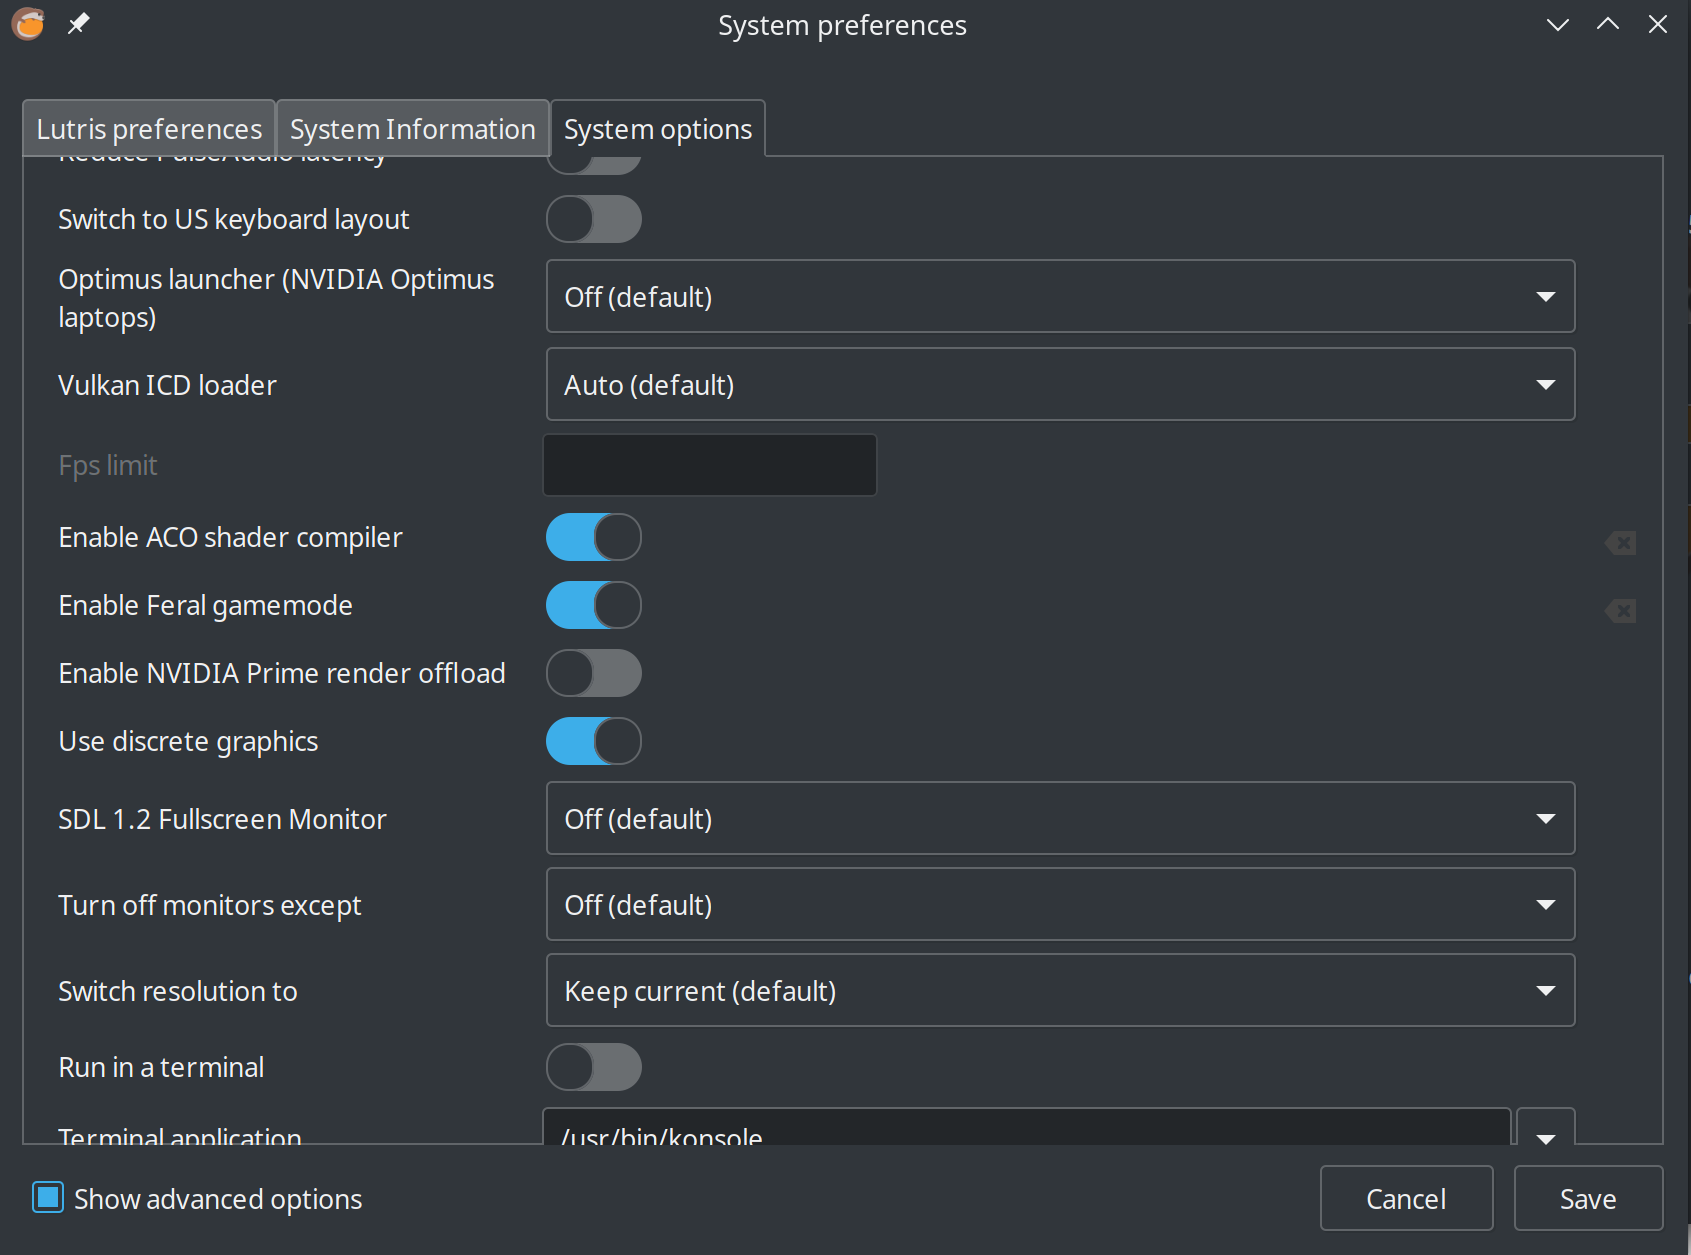 System preferences
Lutris preferences
System Information
System options
Reduce PulseAudio latency
Switch to US keyboard layout
Optimus launcher (NVIDIA Optimus
laptops)
Off (default)
Vulkan ICD loader
Auto (default)
Fps limit
Enable ACO shader compiler
Enable Feral gamemode
Enable NVIDIA Prime render offload
Use discrete graphics
SDL 1.2 Fullscreen Monitor
Off (default)
Turn off monitors except
Off (default)
Switch resolution to
Keep current (default)
Run in a terminal
Terminal application
/usr/bin/konsole
Show advanced options
Cancel
Save